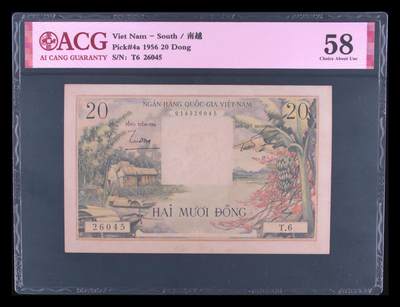 ACG
AI CANG GUARANTY
Viet Nam - South / 南越
Pick#4a 1956 20 Dong
S/N: T6 26045
58
Choice About Unc
20
NGÂN-HÀNG QUỐC-GIA VIỆT-NAM
20
HAI MƯƠI ĐỒNG
26045
T.6